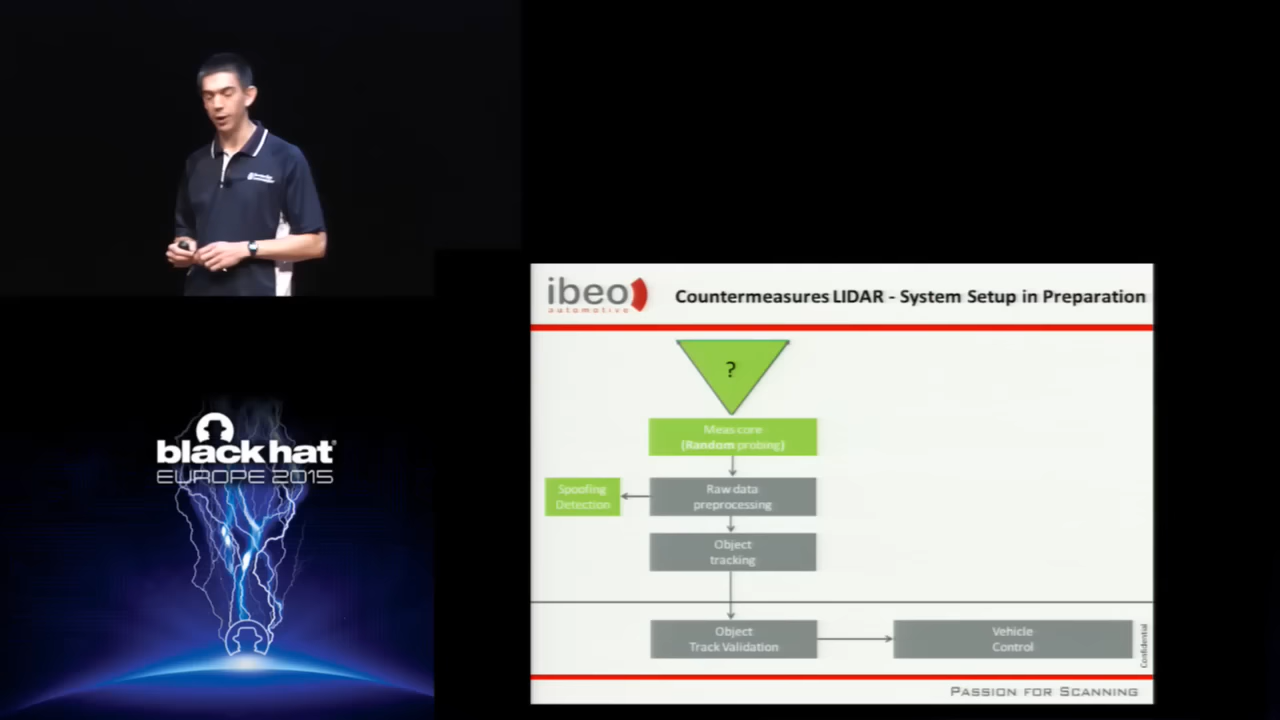 ibeo
automotive
Countermeasures LIDAR - System Setup in Preparation
?
Meas core
(Random probing)
Spoofing
Detection
Raw data
preprocessing
Object
tracking
Object
Track Validation
Vehicle
Control
Confidential
PASSION FOR SCANNING
black hat®
EUROPE 2015